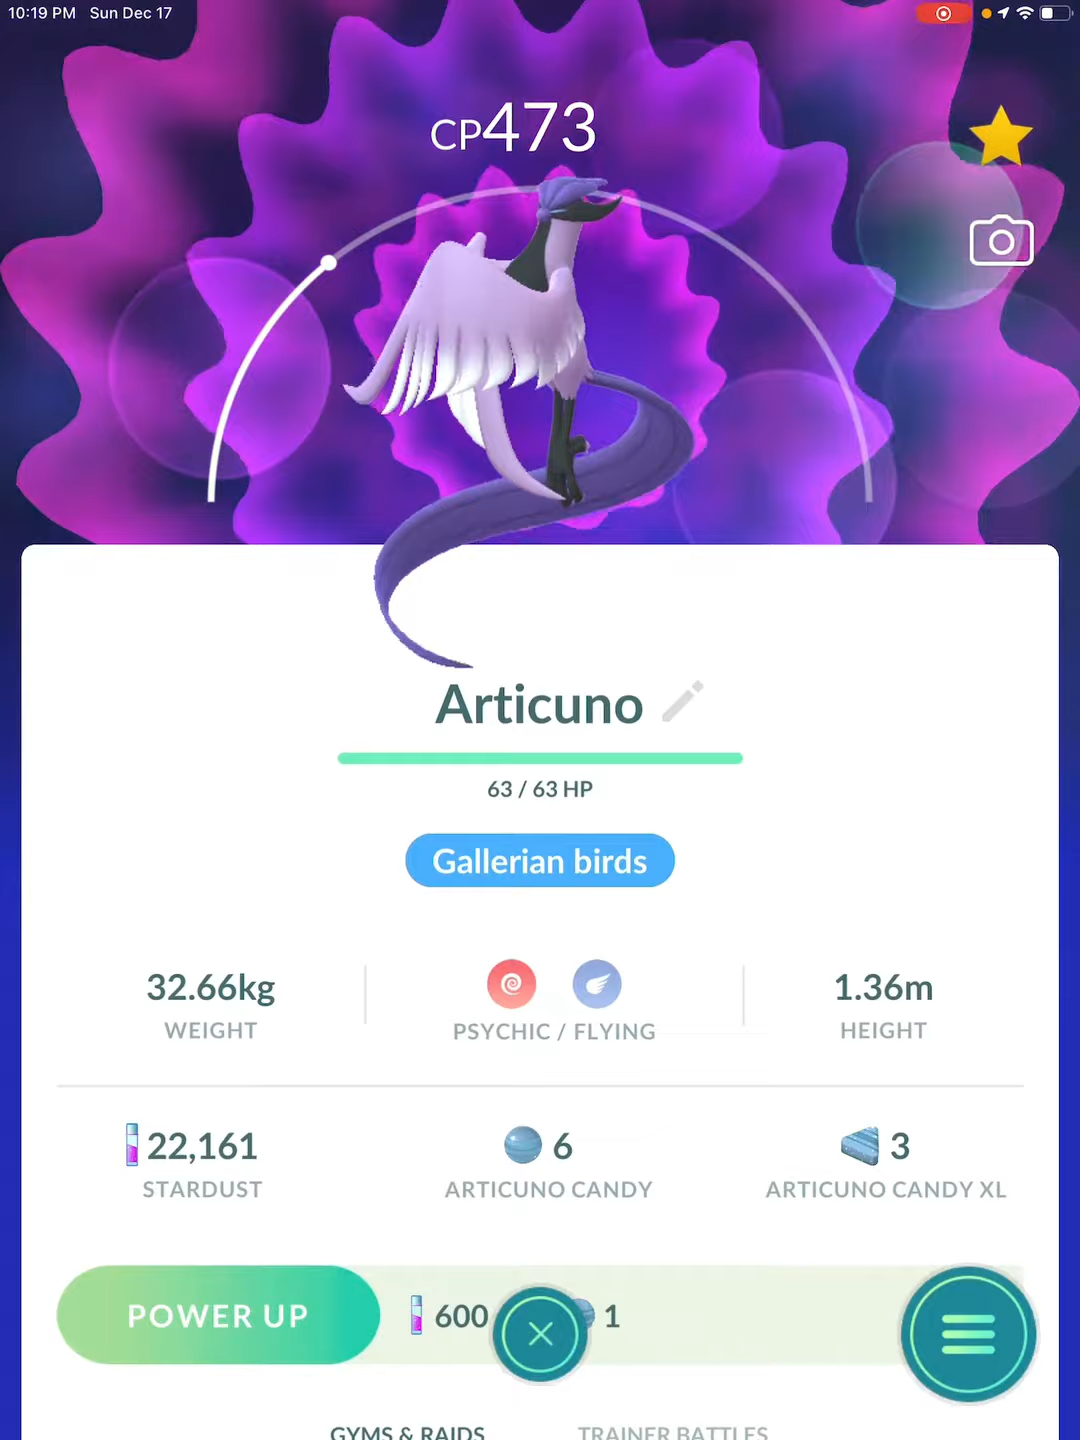 10:19 PM Sun Dec 17
CP473
Articuno
63 / 63 HP
Gallerian birds
32.66kg
WEIGHT
PSYCHIC / FLYING
1.36m
HEIGHT
22,161
STARDUST
6
ARTICUNO CANDY
3
ARTICUNO CANDY XL
POWER UP 600 1
GYMS & RAIDS TRAINER BATTLES